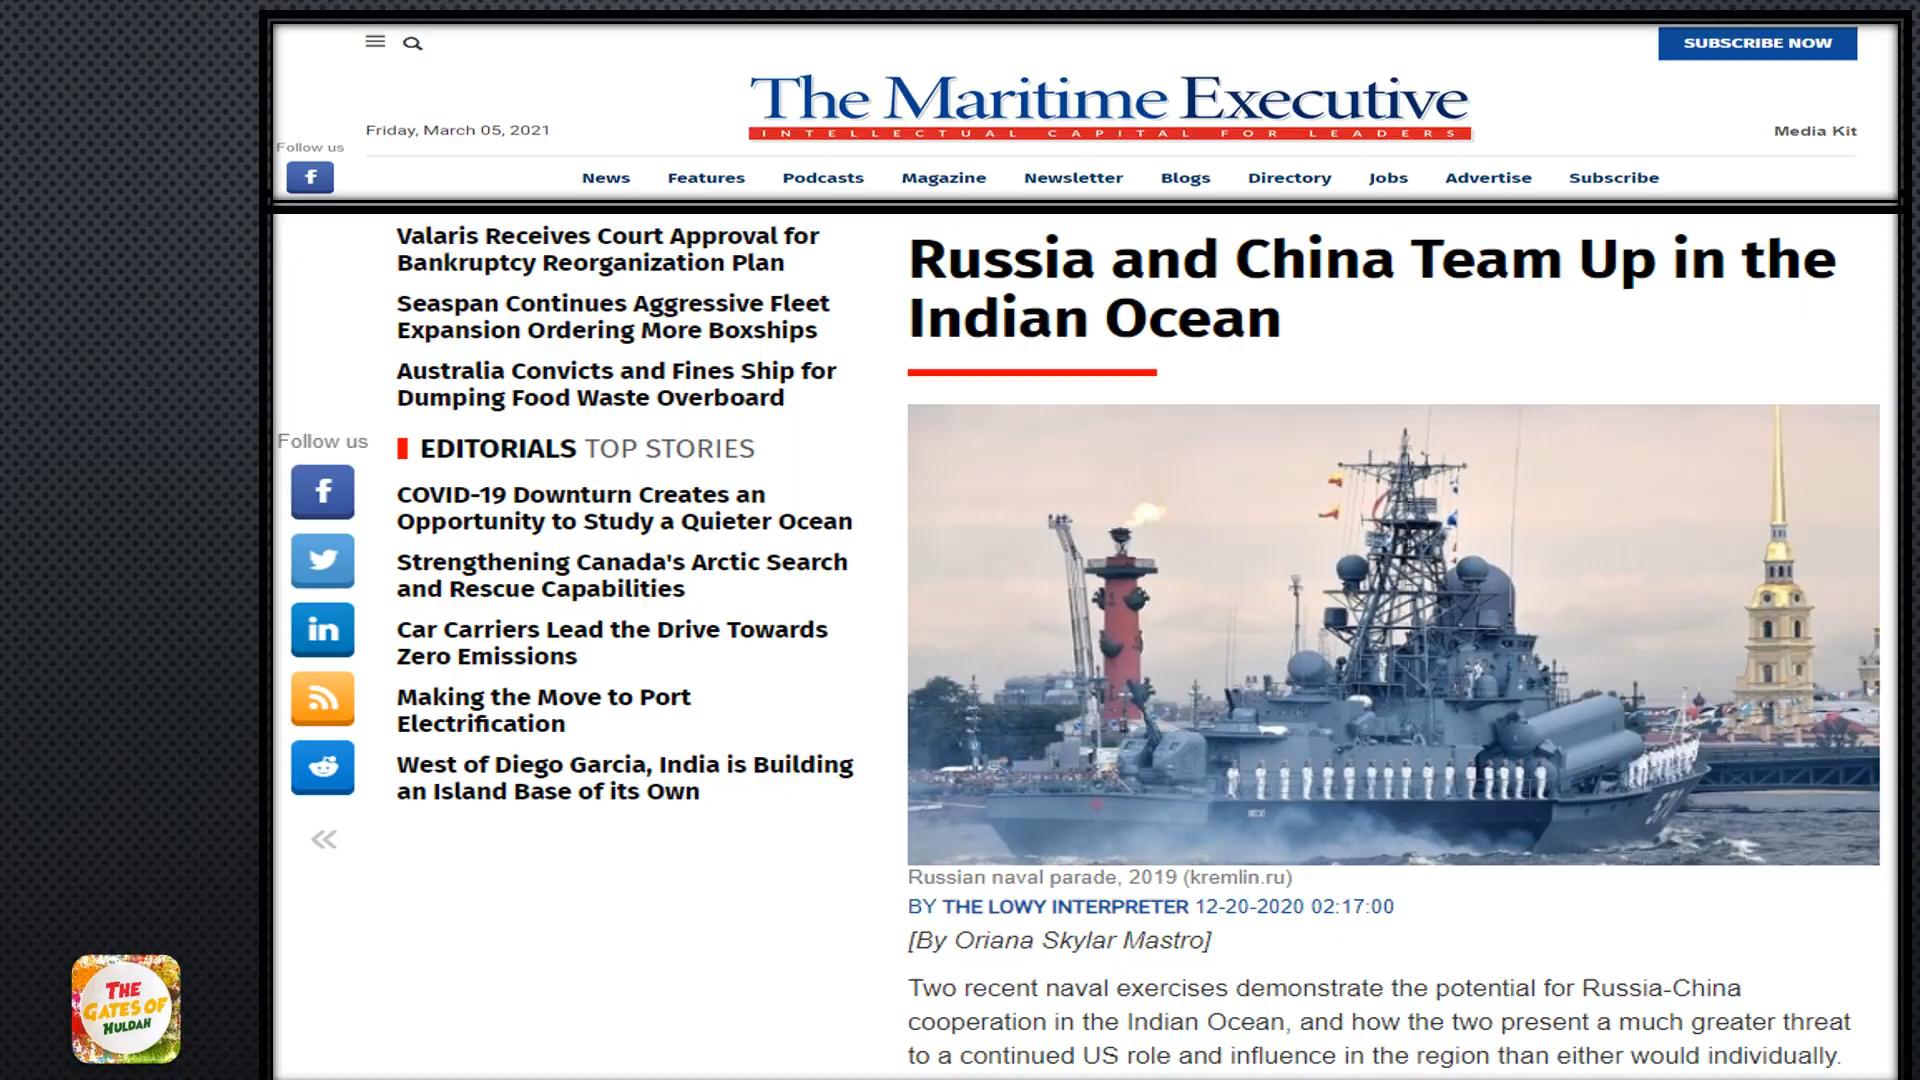 SUBSCRIBE NOW
The Maritime Executive
INTELLECTUAL CAPITAL FOR LEADERS
Friday, March 05, 2021
Media Kit
Follow us
f
News Features Podcasts Magazine Newsletter Blogs Directory Jobs Advertise Subscribe
Valaris Receives Court Approval for
Bankruptcy Reorganization Plan
Seaspan Continues Aggressive Fleet
Expansion Ordering More Boxships
Australia Convicts and Fines Ship for
Dumping Food Waste Overboard
Follow us
f
in
EDITORIALS TOP STORIES
COVID-19 Downturn Creates an
Opportunity to Study a Quieter Ocean
Strengthening Canada's Arctic Search
and Rescue Capabilities
Car Carriers Lead the Drive Towards
Zero Emissions
Making the Move to Port
Electrification
West of Diego Garcia, India is Building
an Island Base of its Own
Russia and China Team Up in the
Indian Ocean
Russian naval parade, 2019 (kremlin.ru)
BY THE LOWY INTERPRETER 12-20-2020 02:17:00
[By Oriana Skylar Mastro]
Two recent naval exercises demonstrate the potential for Russia-China
cooperation in the Indian Ocean, and how the two present a much greater threat
to a continued US role and influence in the region than either would individually.
THE
GATES OF
HULDAH